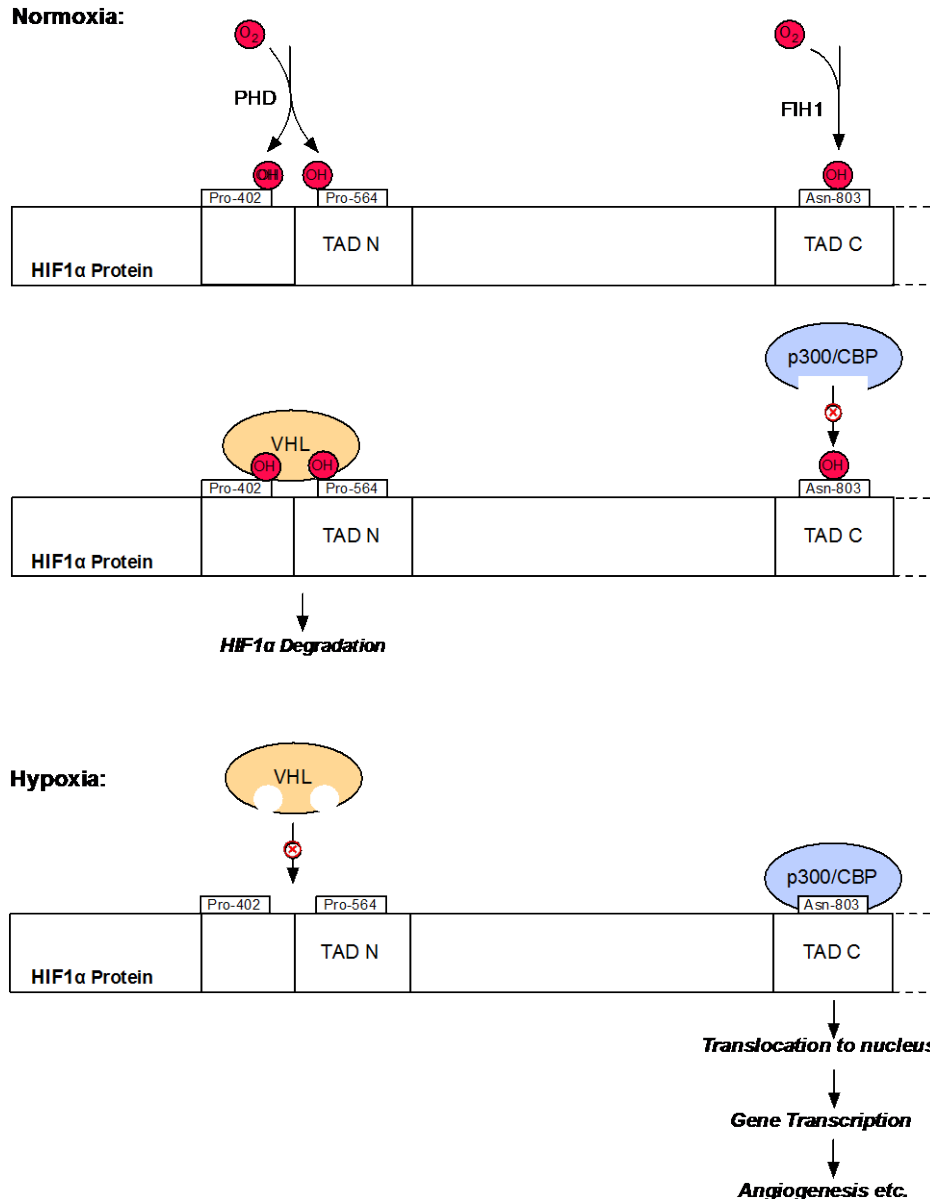 Normoxia:
O2
O2
PHD
FIH1
OH
OH
OH
Pro-402
Pro-564
Asn-803
TAD N
TAD C
HIF1α Protein
p300/CBP
VHL
OH
OH
OH
Pro-402
Pro-564
Asn-803
TAD N
TAD C
HIF1α Protein
HIF1α Degradation
Hypoxia:
VHL
p300/CBP
Pro-402
Pro-564
Asn-803
TAD N
TAD C
HIF1α Protein
Translocation to nucleus
Gene Transcription
Angiogenesis etc.